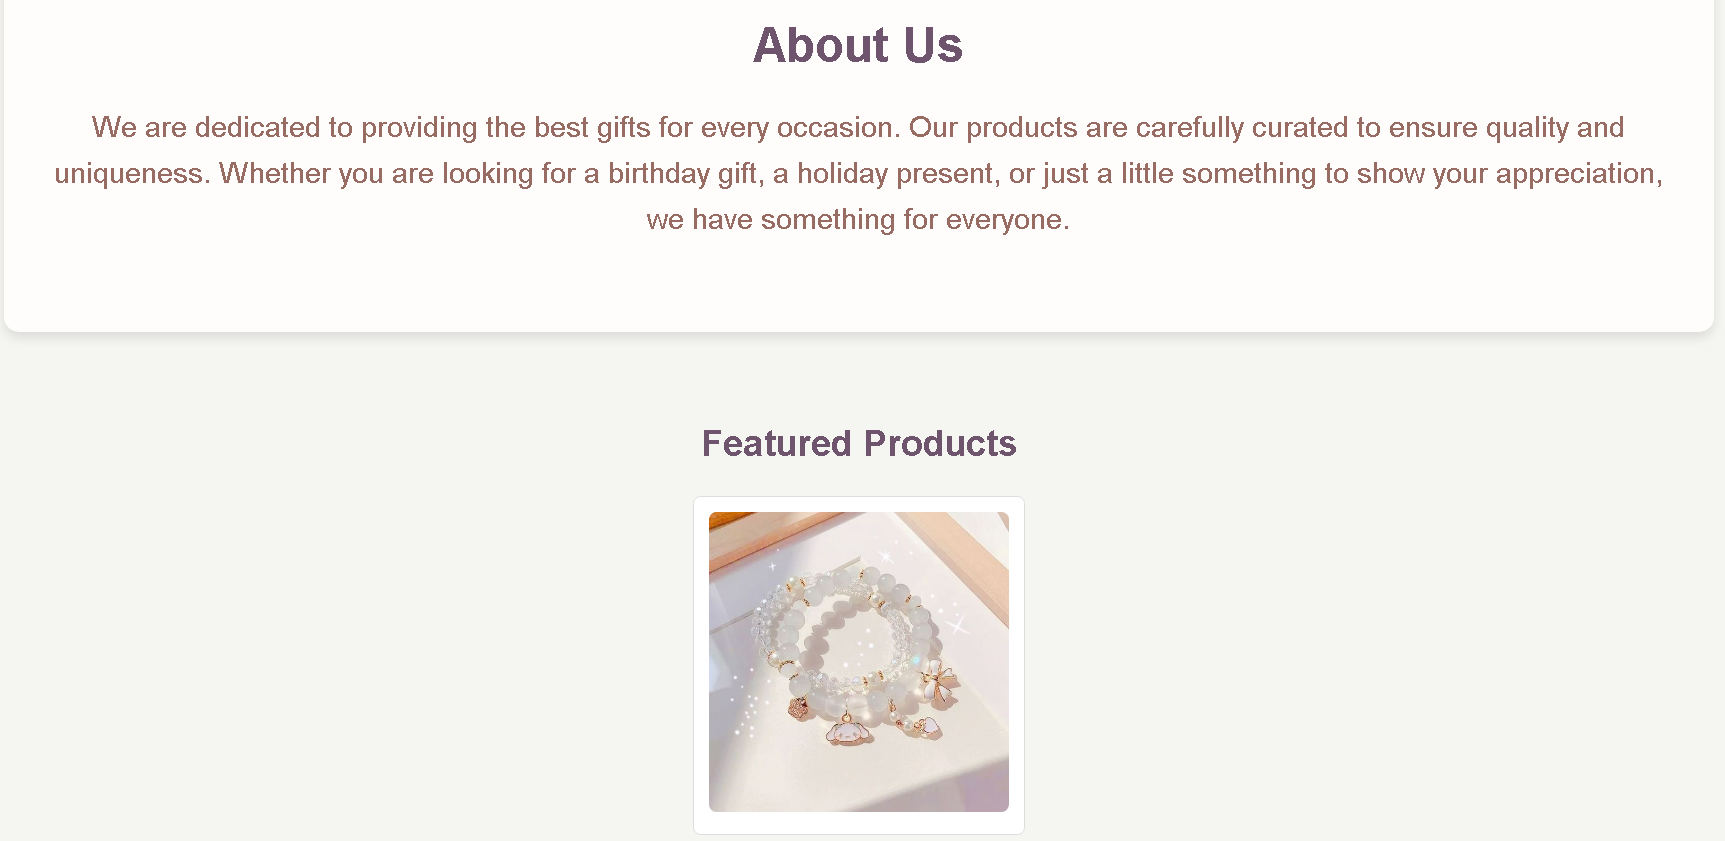 About Us
We are dedicated to providing the best gifts for every occasion. Our products are carefully curated to ensure quality and
uniqueness. Whether you are looking for a birthday gift, a holiday present, or just a little something to show your appreciation,
we have something for everyone.
Featured Products